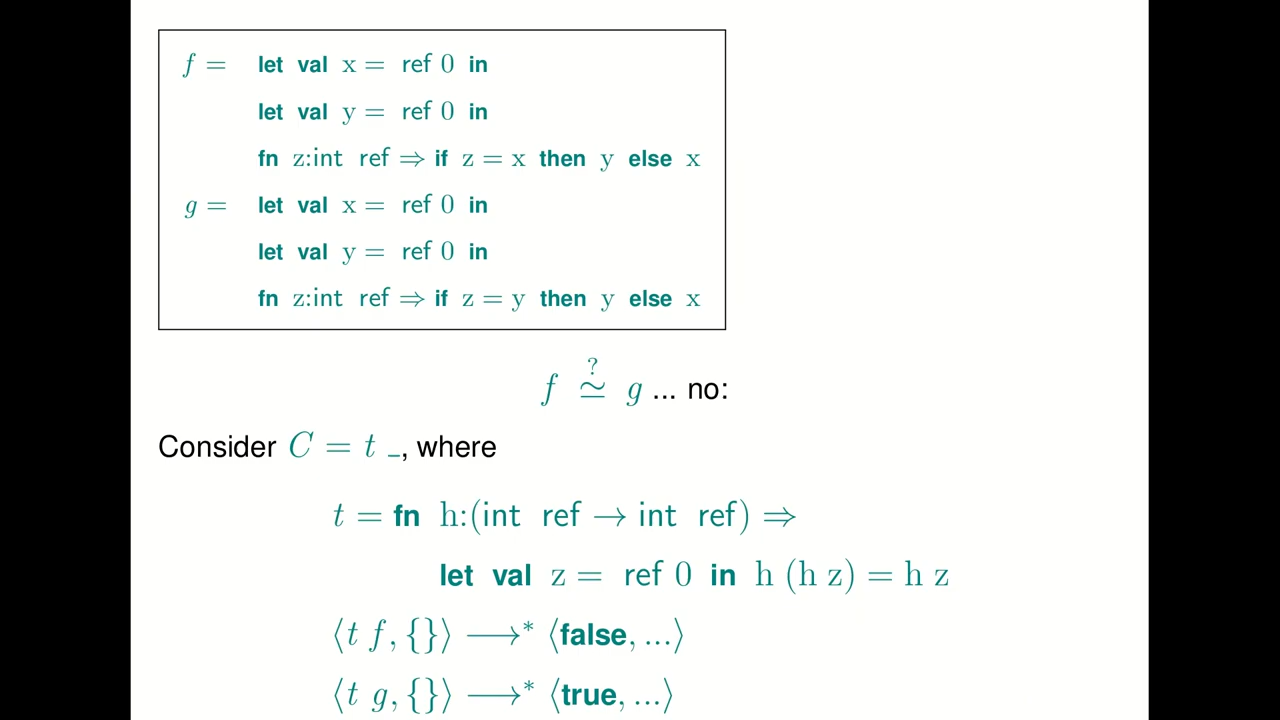 f = let val x = ref 0 in
let val y = ref 0 in
fn z:int ref ⇒ if z = x then y else x
g = let val x = ref 0 in
let val y = ref 0 in
fn z:int ref ⇒ if z = y then y else x
f ≃? g ... no:
Consider C = t _, where
t = fn h:(int ref → int ref) ⇒
let val z = ref 0 in h (h z) = h z
⟨t f, {}⟩ ⟶* ⟨false, ...⟩
⟨t g, {}⟩ ⟶* ⟨true, ...⟩